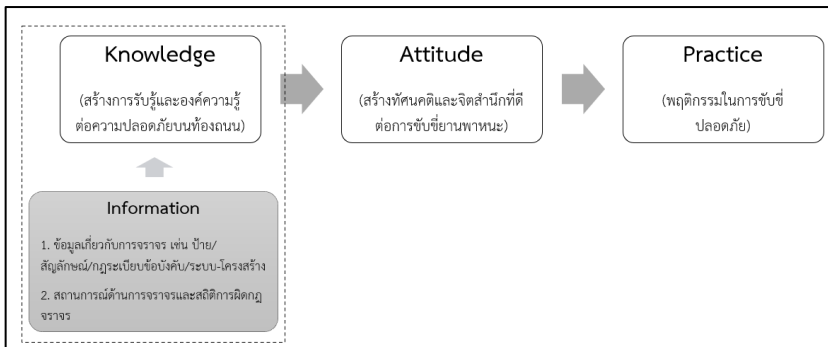 Knowledge
(สร้างการรับรู้และองค์ความรู้
ต่อความปลอดภัยบนท้องถนน)
Attitude
(สร้างทัศนคติและจิตสำนึกที่ดี
ต่อการขับขี่ยานพาหนะ)
Practice
(พฤติกรรมในการขับขี่
ปลอดภัย)
Information
1. ข้อมูลเกี่ยวกับการจราจร เช่น ป้าย/
สัญลักษณ์/กฎระเบียบข้อบังคับ/ระบบ-โครงสร้าง
2. สถานการณ์ด้านการจราจรและสถิติการผิดกฎ
จราจร